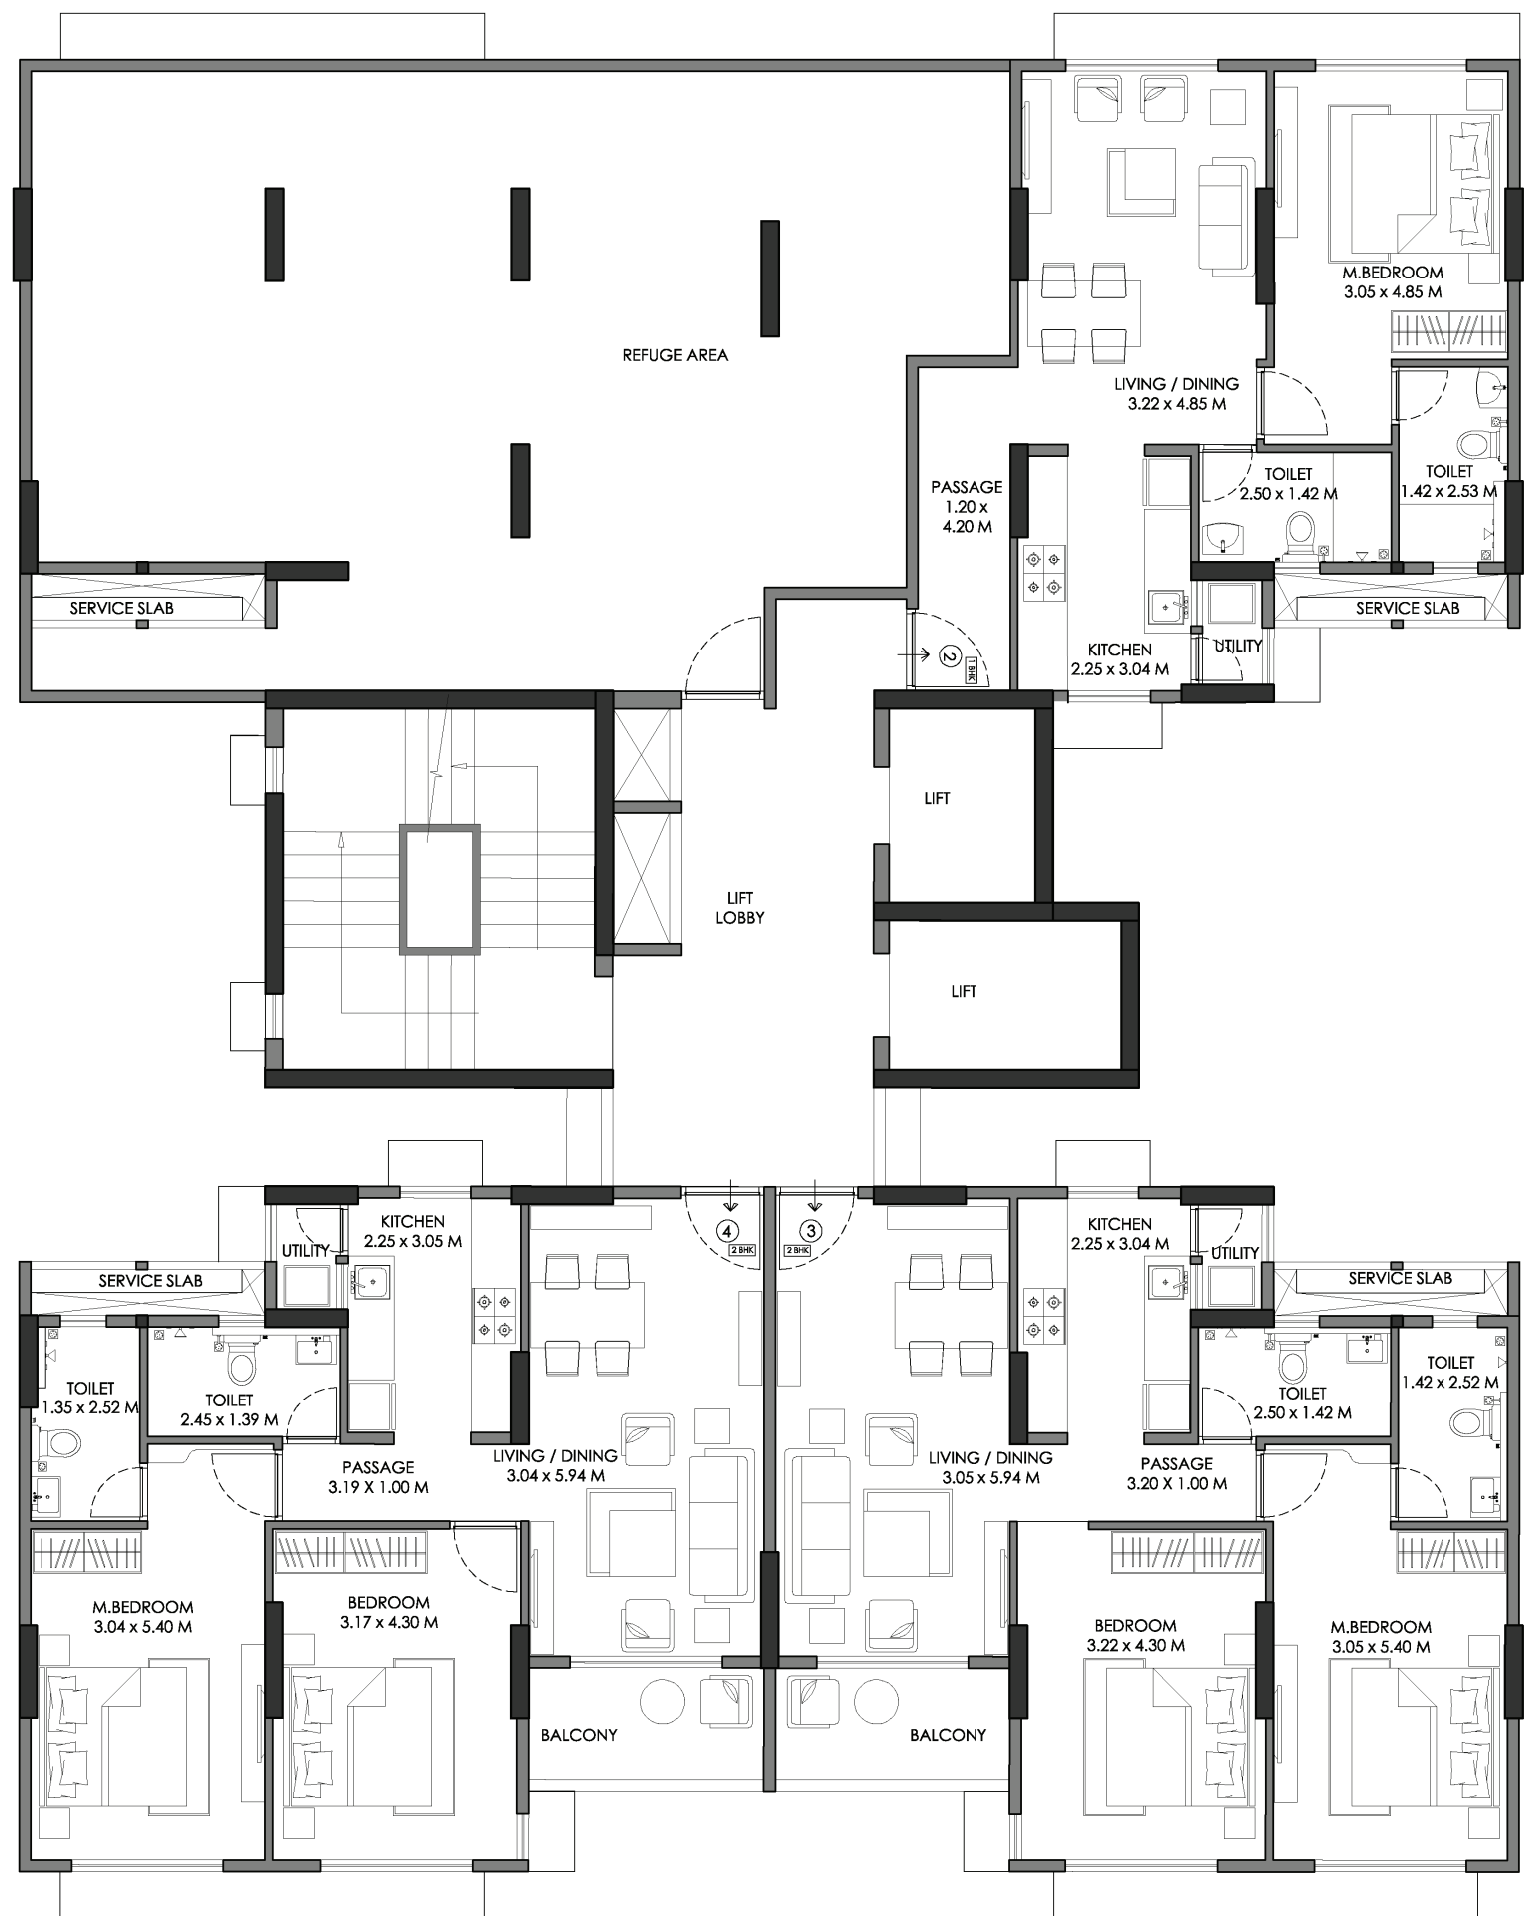 M.BEDROOM
3.05 x 4.85 M
REFUGE AREA
LIVING / DINING
3.22 x 4.85 M
PASSAGE
1.20 x
4.20 M
TOILET
2.50 x 1.42 M
TOILET
1.42 x 2.53 M
SERVICE SLAB
SERVICE SLAB
2
1 BHK
KITCHEN
2.25 x 3.04 M
UTILITY
LIFT
LIFT
LOBBY
LIFT
KITCHEN
2.25 x 3.05 M
UTILITY
SERVICE SLAB
4
2 BHK
3
2 BHK
KITCHEN
2.25 x 3.04 M
UTILITY
SERVICE SLAB
TOILET
1.35 x 2.52 M
TOILET
2.45 x 1.39 M
TOILET
2.50 x 1.42 M
TOILET
1.42 x 2.52 M
PASSAGE
3.19 X 1.00 M
LIVING / DINING
3.04 x 5.94 M
LIVING / DINING
3.05 x 5.94 M
PASSAGE
3.20 X 1.00 M
M.BEDROOM
3.04 x 5.40 M
BEDROOM
3.17 x 4.30 M
BEDROOM
3.22 x 4.30 M
M.BEDROOM
3.05 x 5.40 M
BALCONY
BALCONY